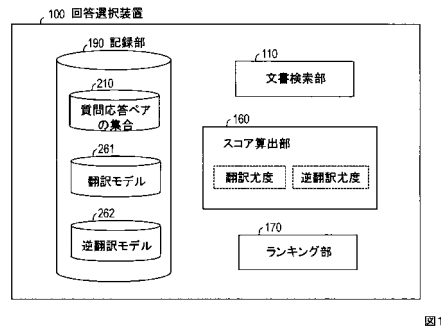 100 回答選択装置
190 記録部
210
質問応答ペア
の集合
261
翻訳モデル
262
逆翻訳モデル
110
文書検索部
160
スコア算出部
翻訳尤度 逆翻訳尤度
170
ランキング部
図1